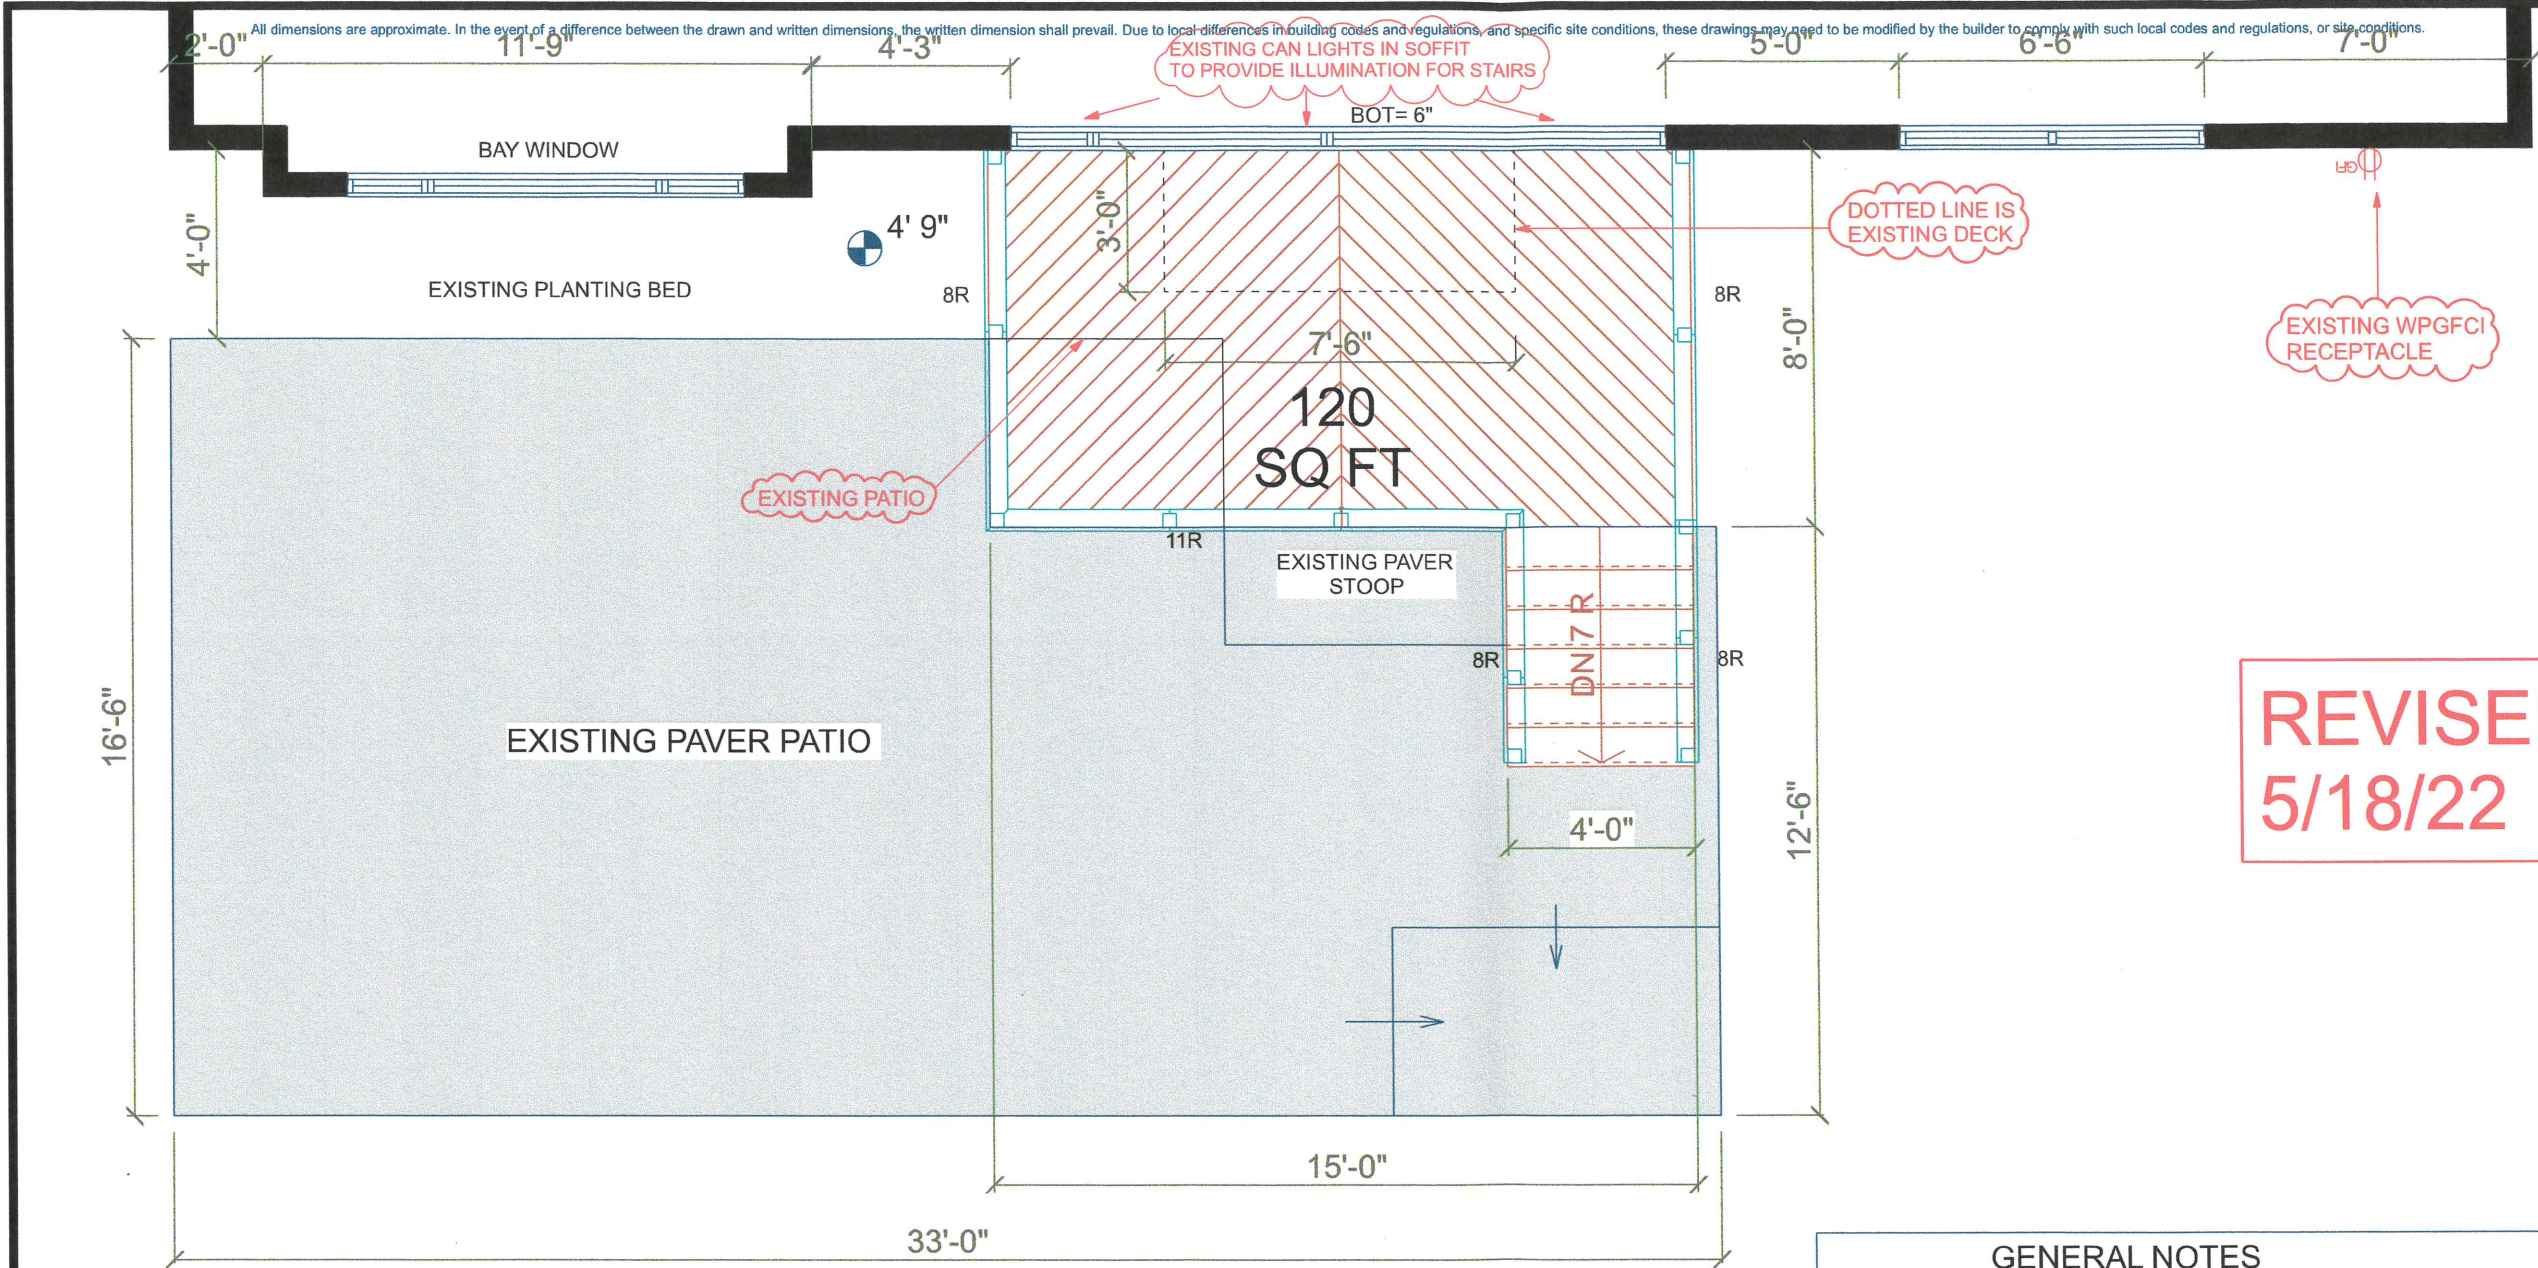 All dimensions are approximate. In the event of a difference between the drawn and written dimensions, the written dimension shall prevail. Due to local differences in building codes and regulations, and specific site conditions, these drawings may need to be modified by the builder to comply with such local codes and regulations, or site conditions.
2'-0"
11'-9"
4'-3"
EXISTING CAN LIGHTS IN SOFFIT
TO PROVIDE ILLUMINATION FOR STAIRS
5'-0"
6'-6"
7'-0"
BOT= 6"
BAY WINDOW
GFI
4'-0"
4' 9"
3'-0"
DOTTED LINE IS
EXISTING DECK
EXISTING PLANTING BED
8R
8R
7'-6"
8'-0"
EXISTING WPGFCI
RECEPTACLE
120
SQ FT
EXISTING PATIO
11R
EXISTING PAVER
STOOP
DN 7 R
8R
8R
16'-6"
EXISTING PAVER PATIO
REVISE
5/18/22
4'-0"
12'-6"
15'-0"
33'-0"
GENERAL NOTES